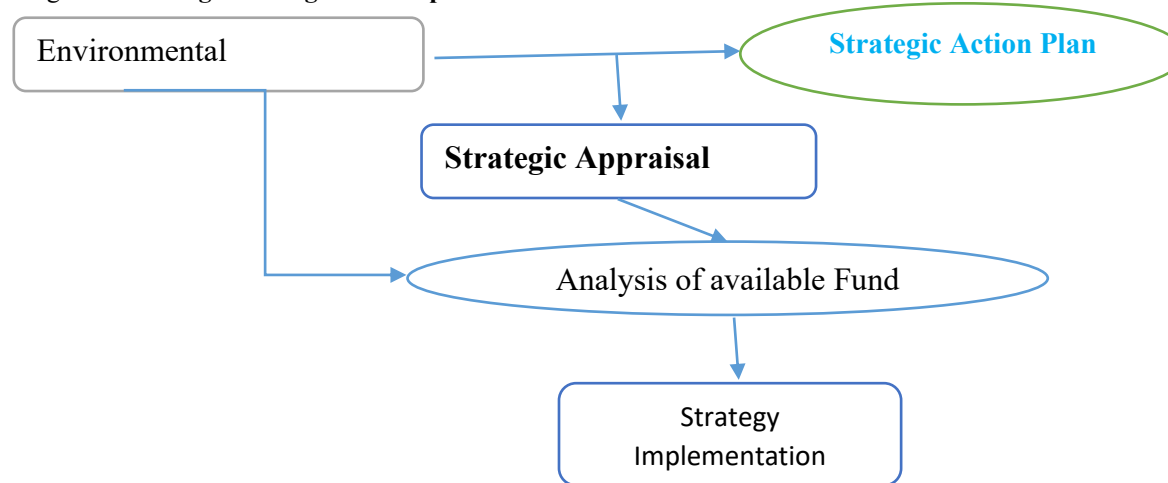 Environmental
Strategic Action Plan
Strategic Appraisal
Analysis of available Fund
Strategy
Implementation